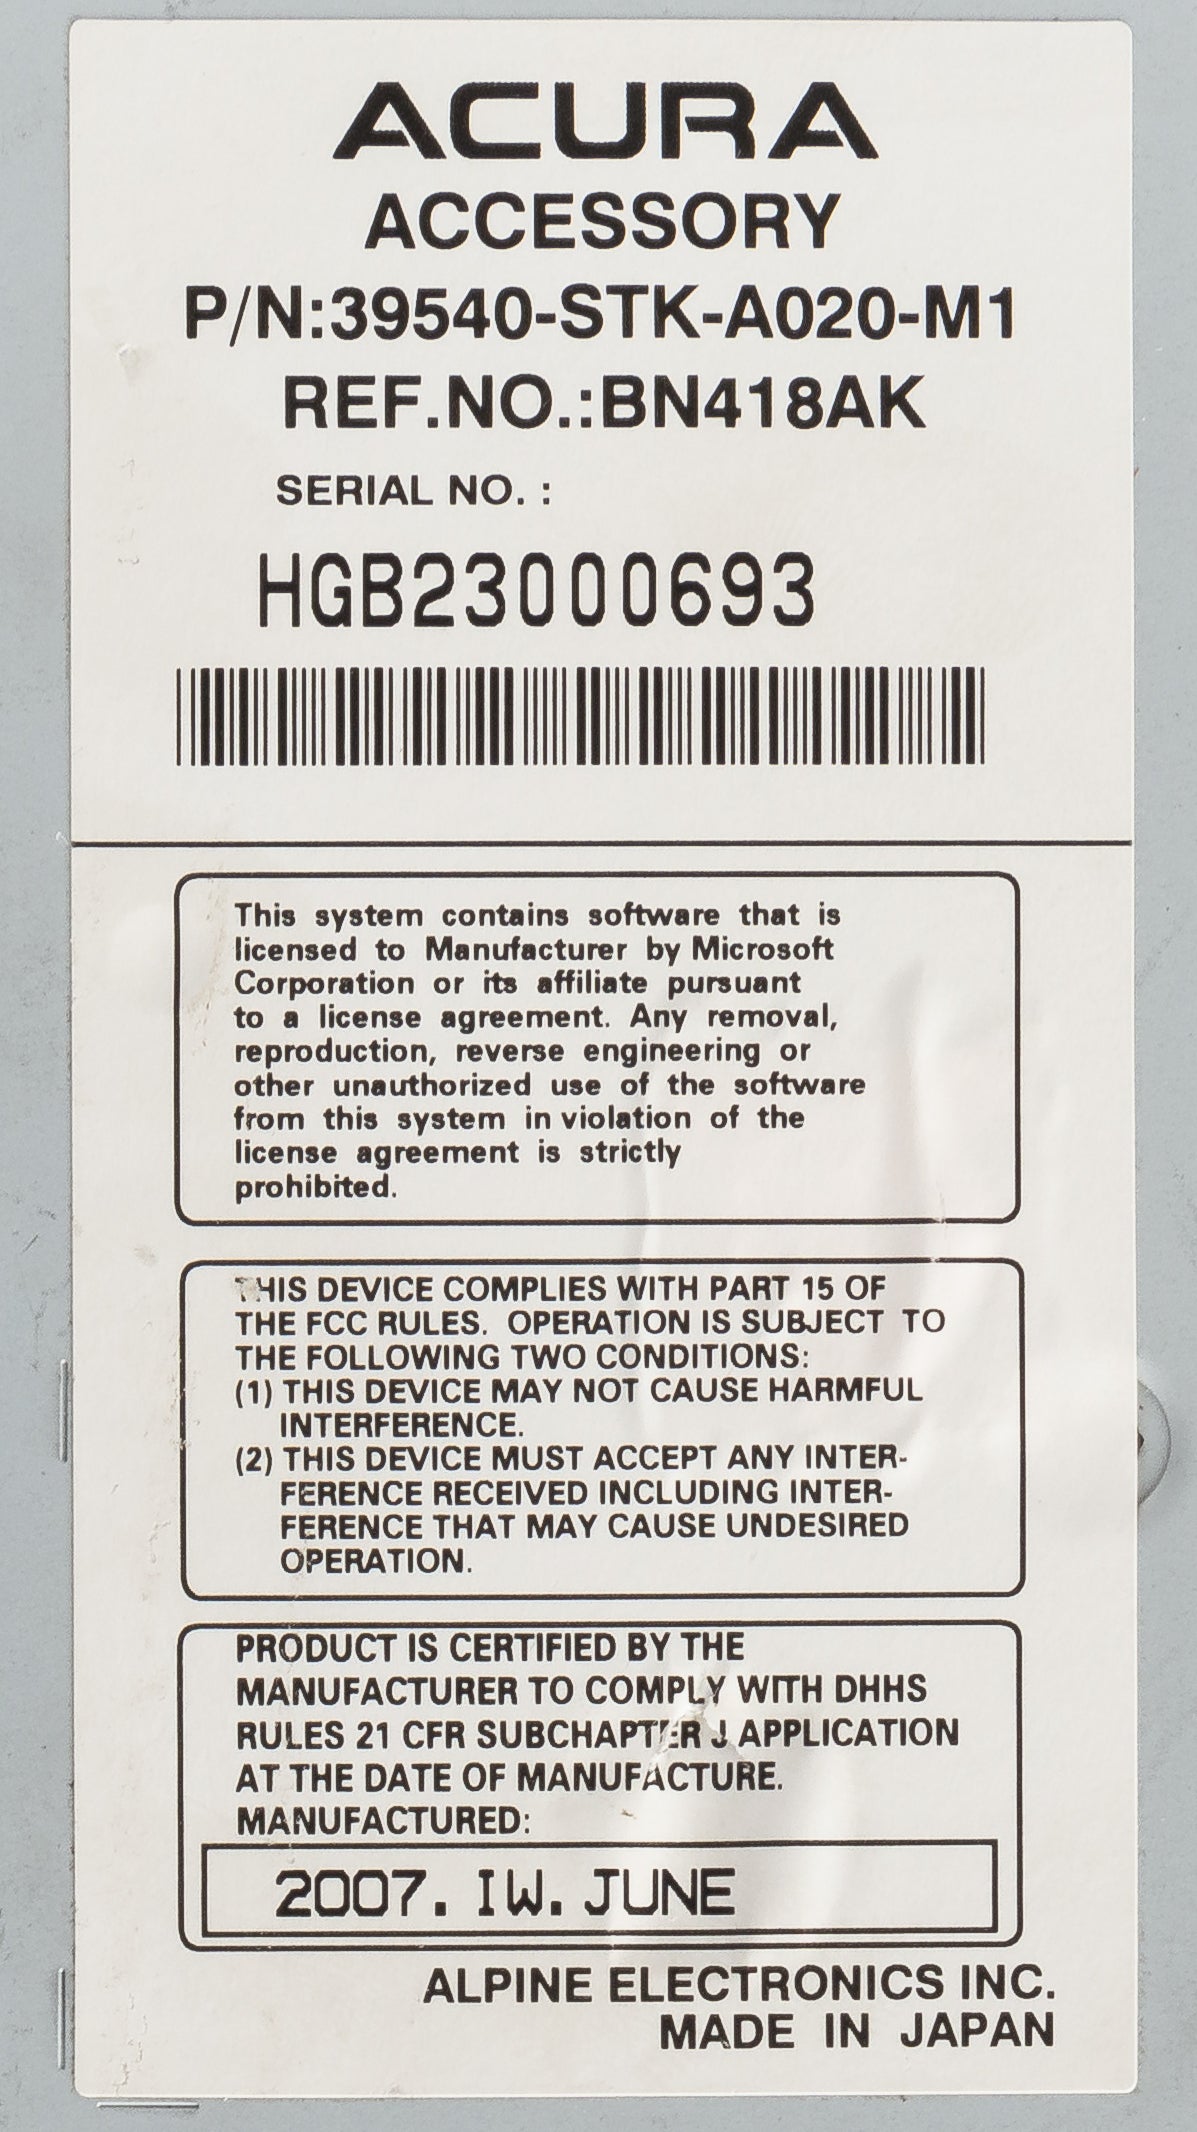 ACURA
ACCESSORY
P/N:39540-STK-A020-M1
REF.NO.:BN418AK
SERIAL NO. :
HGB23000693
This system contains software that is
licensed to Manufacturer by Microsoft
Corporation or its affiliate pursuant
to a license agreement. Any removal,
reproduction, reverse engineering or
other unauthorized use of the software
from this system in violation of the
license agreement is strictly
prohibited.
THIS DEVICE COMPLIES WITH PART 15 OF
THE FCC RULES. OPERATION IS SUBJECT TO
THE FOLLOWING TWO CONDITIONS:
(1) THIS DEVICE MAY NOT CAUSE HARMFUL
INTERFERENCE.
(2) THIS DEVICE MUST ACCEPT ANY INTER-
FERENCE RECEIVED INCLUDING INTER-
FERENCE THAT MAY CAUSE UNDESIRED
OPERATION.
PRODUCT IS CERTIFIED BY THE
MANUFACTURER TO COMPLY WITH DHHS
RULES 21 CFR SUBCHAPTER J APPLICATION
AT THE DATE OF MANUFACTURE.
MANUFACTURED:
2007. IW. JUNE
ALPINE ELECTRONICS INC.
MADE IN JAPAN